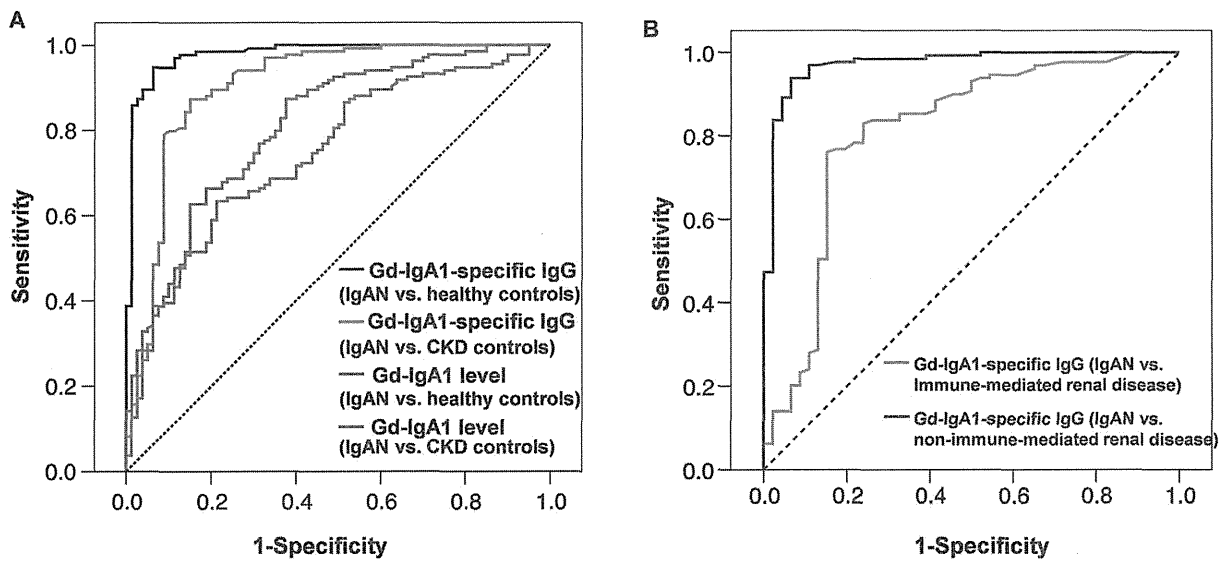 A
1.0
0.8
0.6
0.4
0.2
0.0
Sensitivity
Gd-IgA1-specific IgG
(IgAN vs. healthy controls)
Gd-IgA1-specific IgG
(IgAN vs. CKD controls)
Gd-IgA1 level
(IgAN vs. healthy controls)
Gd-IgA1 level
(IgAN vs. CKD controls)
0.0 0.2 0.4 0.6 0.8 1.0
1-Specificity
B
1.0
0.8
0.6
0.4
0.2
0.0
Sensitivity
Gd-IgA1-specific IgG (IgAN vs.
Immune-mediated renal disease)
Gd-IgA1-specific IgG (IgAN vs.
non-immune-mediated renal disease)
0.0 0.2 0.4 0.6 0.8 1.0
1-Specificity